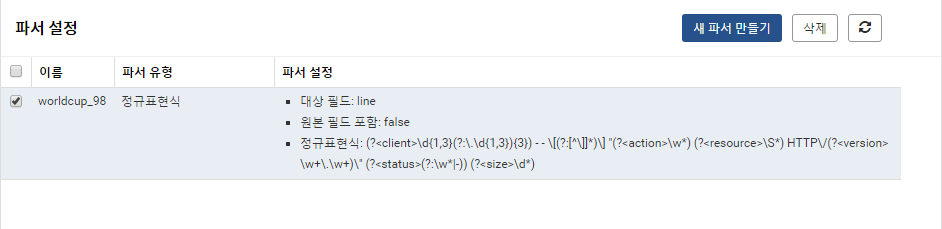 파서 설정
새 파서 만들기 삭제
이름 파서 유형 파서 설정
worldcup_98 정규표현식
대상 필드: line
원본 필드 포함: false
정규표현식: (?<client>\d{1,3}(?:\.\d{1,3}){3}) - - \[(?:[^\]]*)\] "(?<action>\w*) (?<resource>\S*) HTTP\/(?<version>
\w+\.\w+)\" (?<status>(?:\w*|-)) (?<size>\d*)